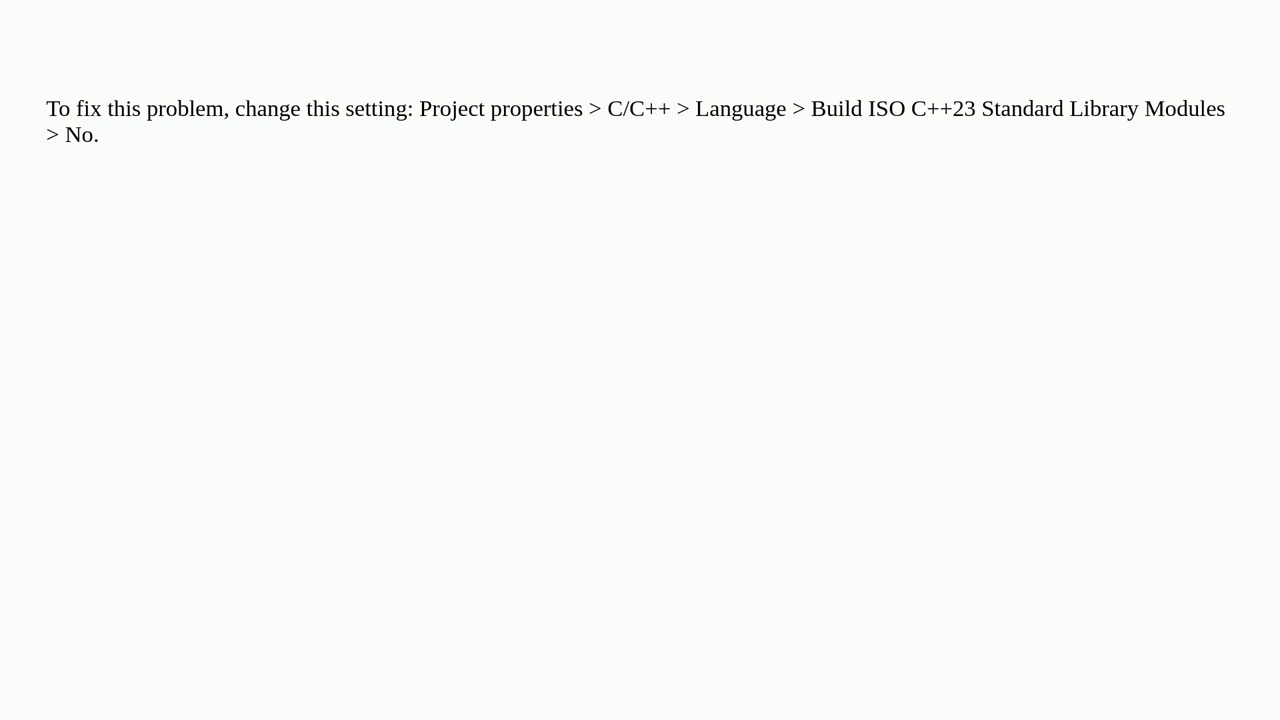 To fix this problem, change this setting: Project properties > C/C++ > Language > Build ISO C++23 Standard Library Modules
> No.